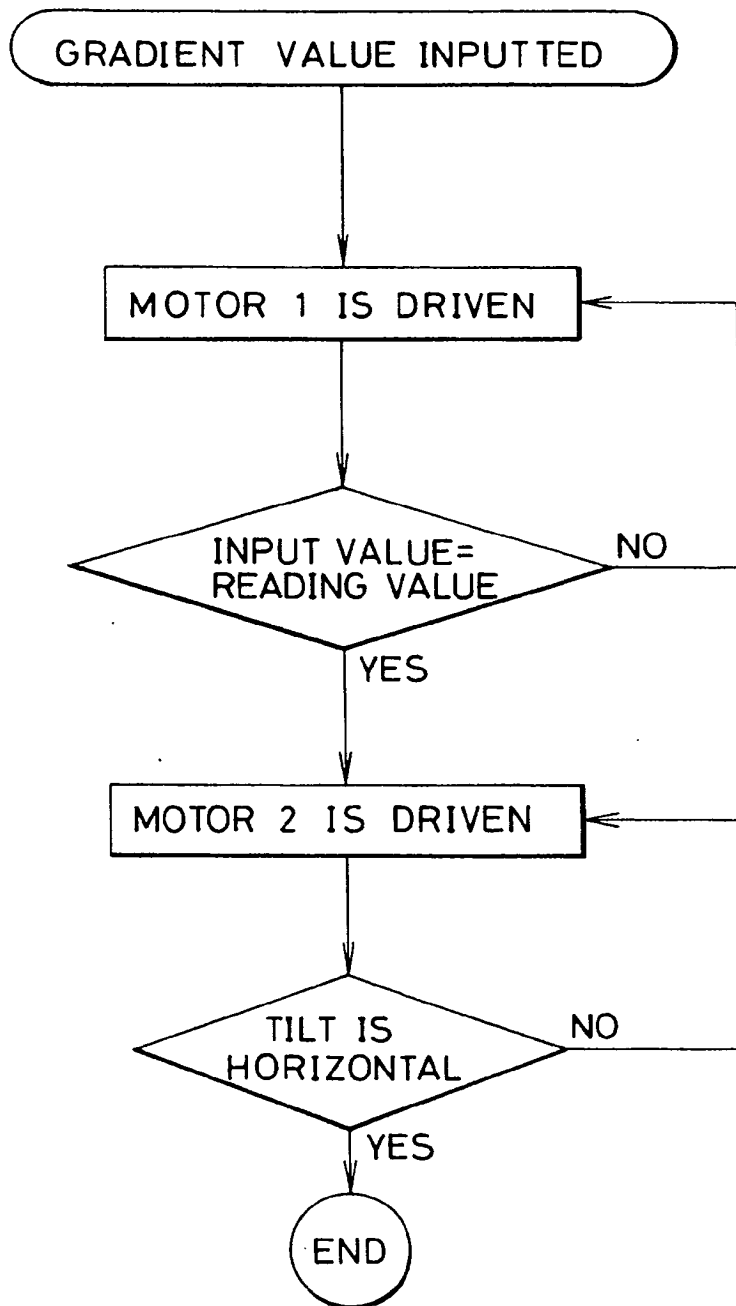 GRADIENT VALUE INPUTTED
MOTOR 1 IS DRIVEN
INPUT VALUE=
READING VALUE
NO
YES
MOTOR 2 IS DRIVEN
TILT IS
HORIZONTAL
NO
YES
END